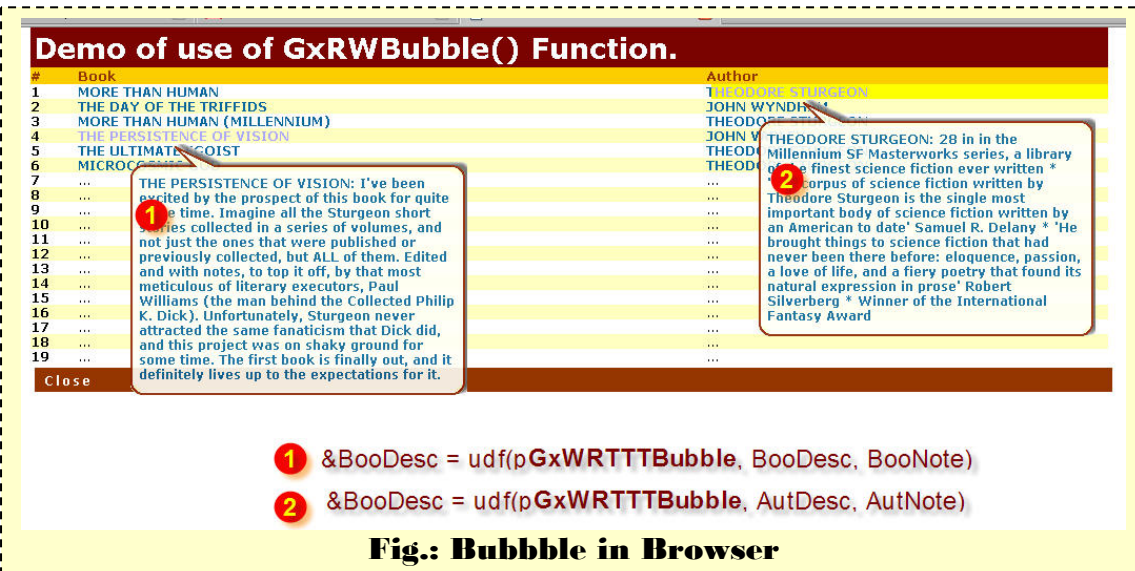 Demo of use of GxRWBubble() Function.
# Book Author
1 MORE THAN HUMAN THEODORE STURGEON
2 THE DAY OF THE TRIFFIDS JOHN WYNDHAM
3 MORE THAN HUMAN (MILLENNIUM) THEODORE STURGEON
4 THE PERSISTENCE OF VISION JOHN
5 THE ULTIMATE EGOIST
6
7 ... ...
8 ... ...
9 ... ...
10 ... ...
11 ... ...
12 ... ...
13 ... ...
14 ... ...
15 ... ...
16 ... ...
17 ... ...
18 ... ...
19 ... ...
THE PERSISTENCE OF VISION: I've been
excited by the prospect of this book for quite
1 time. Imagine all the Sturgeon short
stories collected in a series of volumes, and
not just the ones that were published or
previously collected, but ALL of them. Edited
and with notes, to top it off, by that most
meticulous of literary executors, Paul
Williams (the man behind the Collected Philip
K. Dick). Unfortunately, Sturgeon never
attracted the same fanaticism that Dick did,
and this project was on shaky ground for
some time. The first book is finally out, and it
definitely lives up to the expectations for it.
THEODORE STURGEON: 28 in in the
Millennium SF Masterworks series, a library
of the finest science fiction ever written *
2 corpus of science fiction written by
Theodore Sturgeon is the single most
important body of science fiction written by
an American to date' Samuel R. Delany * 'He
brought things to science fiction that had
never been there before: eloquence, passion,
a love of life, and a fiery poetry that found its
natural expression in prose' Robert
Silverberg * Winner of the International
Fantasy Award
Close
1 &BooDesc = udf(pGxWRTTTBubble, BooDesc, BooNote)
2 &BooDesc = udf(pGxWRTTTBubble, AutDesc, AutNote)
Fig.: Bubbble in Browser